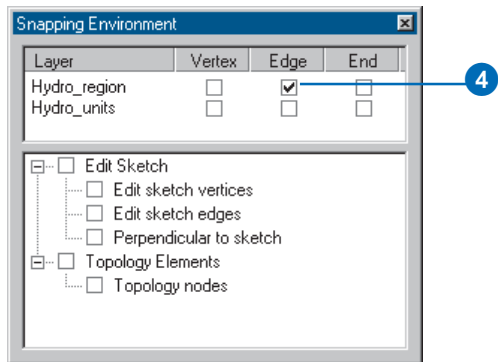 Snapping Environment
Layer Vertex Edge End
Hydro_region
4
Hydro_units
Edit Sketch
Edit sketch vertices
Edit sketch edges
Perpendicular to sketch
Topology Elements
Topology nodes